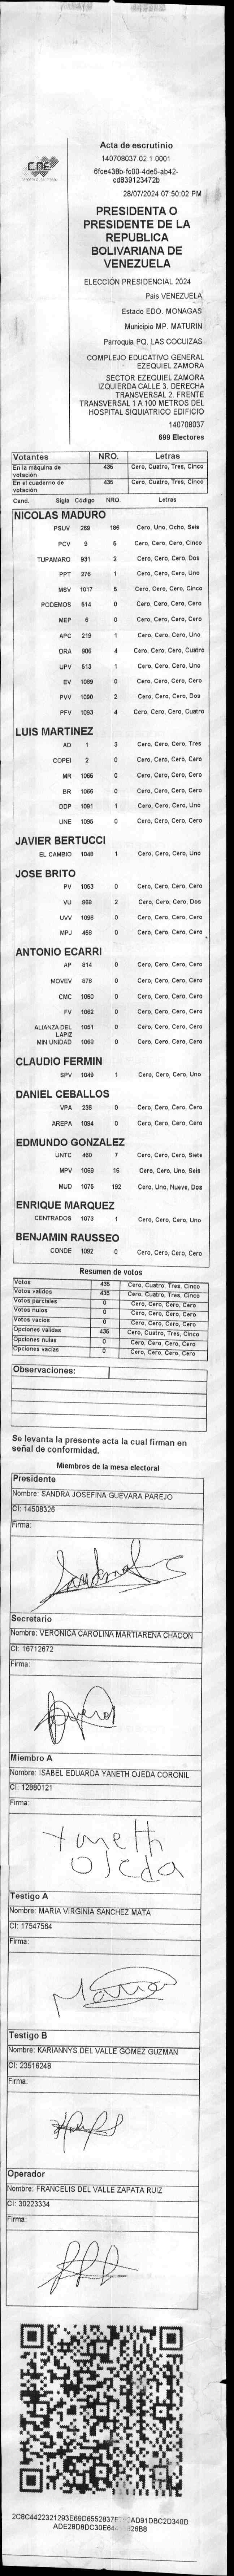 CNE
Acta de escrutinio
140708037.02.1.0001
6fce438b-fc00-4de5-ab42-
cd839123472b
28/07/2024 07:50:02 PM
PRESIDENTA O
PRESIDENTE DE LA
REPUBLICA
BOLIVARIANA DE
VENEZUELA
ELECCIÓN PRESIDENCIAL 2024
Pais VENEZUELA
Estado EDO. MONAGAS
Municipio MP. MATURIN
Parroquia PQ. LAS COCUIZAS
COMPLEJO EDUCATIVO GENERAL
EZEQUIEL ZAMORA
SECTOR EZEQUIEL ZAMORA
IZQUIERDA CALLE 3. DERECHA
TRANSVERSAL 2. FRENTE
TRANSVERSAL 1 A 100 METROS DEL
HOSPITAL SIQUIATRICO EDIFICIO
140708037
699 Electores
Votantes NRO. Letras
En la máquina de votación 435 Cero, Cuatro, Tres, Cinco
En el cuaderno de votación 435 Cero, Cuatro, Tres, Cinco
Cand. Sigla Código NRO. Letras
NICOLAS MADURO
PSUV 269 186 Cero, Uno, Ocho, Seis
PCV 9 5 Cero, Cero, Cero, Cinco
TUPAMARO 931 2 Cero, Cero, Cero, Dos
PPT 276 1 Cero, Cero, Cero, Uno
MSV 1017 5 Cero, Cero, Cero, Cinco
PODEMOS 514 0 Cero, Cero, Cero, Cero
MEP 6 0 Cero, Cero, Cero, Cero
APC 219 1 Cero, Cero, Cero, Uno
ORA 906 4 Cero, Cero, Cero, Cuatro
UPV 513 1 Cero, Cero, Cero, Uno
EV 1089 0 Cero, Cero, Cero, Cero
PVV 1090 2 Cero, Cero, Cero, Dos
PFV 1093 4 Cero, Cero, Cero, Cuatro
LUIS MARTINEZ
AD 1 3 Cero, Cero, Cero, Tres
COPEI 2 0 Cero, Cero, Cero, Cero
MR 1065 0 Cero, Cero, Cero, Cero
BR 1066 0 Cero, Cero, Cero, Cero
DDP 1091 1 Cero, Cero, Cero, Uno
UNE 1095 0 Cero, Cero, Cero, Cero
JAVIER BERTUCCI
EL CAMBIO 1048 1 Cero, Cero, Cero, Uno
JOSE BRITO
PV 1053 0 Cero, Cero, Cero, Cero
VU 868 2 Cero, Cero, Cero, Dos
UVV 1096 0 Cero, Cero, Cero, Cero
MPJ 459 0 Cero, Cero, Cero, Cero
ANTONIO ECARRI
AP 814 0 Cero, Cero, Cero, Cero
MOVEV 878 0 Cero, Cero, Cero, Cero
CMC 1050 0 Cero, Cero, Cero, Cero
FV 1062 0 Cero, Cero, Cero, Cero
ALIANZA DEL LAPIZ 1051 0 Cero, Cero, Cero, Cero
MIN UNIDAD 1068 0 Cero, Cero, Cero, Cero
CLAUDIO FERMIN
SPV 1049 1 Cero, Cero, Cero, Uno
DANIEL CEBALLOS
VPA 236 0 Cero, Cero, Cero, Cero
AREPA 1094 0 Cero, Cero, Cero, Cero
EDMUNDO GONZALEZ
UNTC 460 7 Cero, Cero, Cero, Siete
MPV 1069 16 Cero, Cero, Uno, Seis
MUD 1075 192 Cero, Uno, Nueve, Dos
ENRIQUE MARQUEZ
CENTRADOS 1073 1 Cero, Cero, Cero, Uno
BENJAMIN RAUSSEO
CONDE 1092 0 Cero, Cero, Cero, Cero
Resumen de votos
Votos 435 Cero, Cuatro, Tres, Cinco
Votos validos 435 Cero, Cuatro, Tres, Cinco
Votos parciales 0 Cero, Cero, Cero, Cero
Votos nulos 0 Cero, Cero, Cero, Cero
Votos vacios 0 Cero, Cero, Cero, Cero
Opciones validas 435 Cero, Cuatro, Tres, Cinco
Opciones nulas 0 Cero, Cero, Cero, Cero
Opciones vacias 0 Cero, Cero, Cero, Cero
Observaciones:
Se levanta la presente acta la cual firman en
señal de conformidad.
Miembros de la mesa electoral
Presidente
Nombre: SANDRA JOSEFINA GUEVARA PAREJO
CI: 14508326
Firma:
Secretario
Nombre: VERONICA CAROLINA MARTIARENA CHACON
CI: 16712672
Firma:
Miembro A
Nombre: ISABEL EDUARDA YANETH OJEDA CORONIL
CI: 12880121
Firma:
Yaneth
Ojeda
Testigo A
Nombre: MARIA VIRGINIA SANCHEZ MATA
CI: 17547564
Firma:
Testigo B
Nombre: KARIANNYS DEL VALLE GOMEZ GUZMAN
CI: 23516248
Firma:
Operador
Nombre: FRANCELIS DEL VALLE ZAPATA RUIZ
CI: 30223334
Firma: